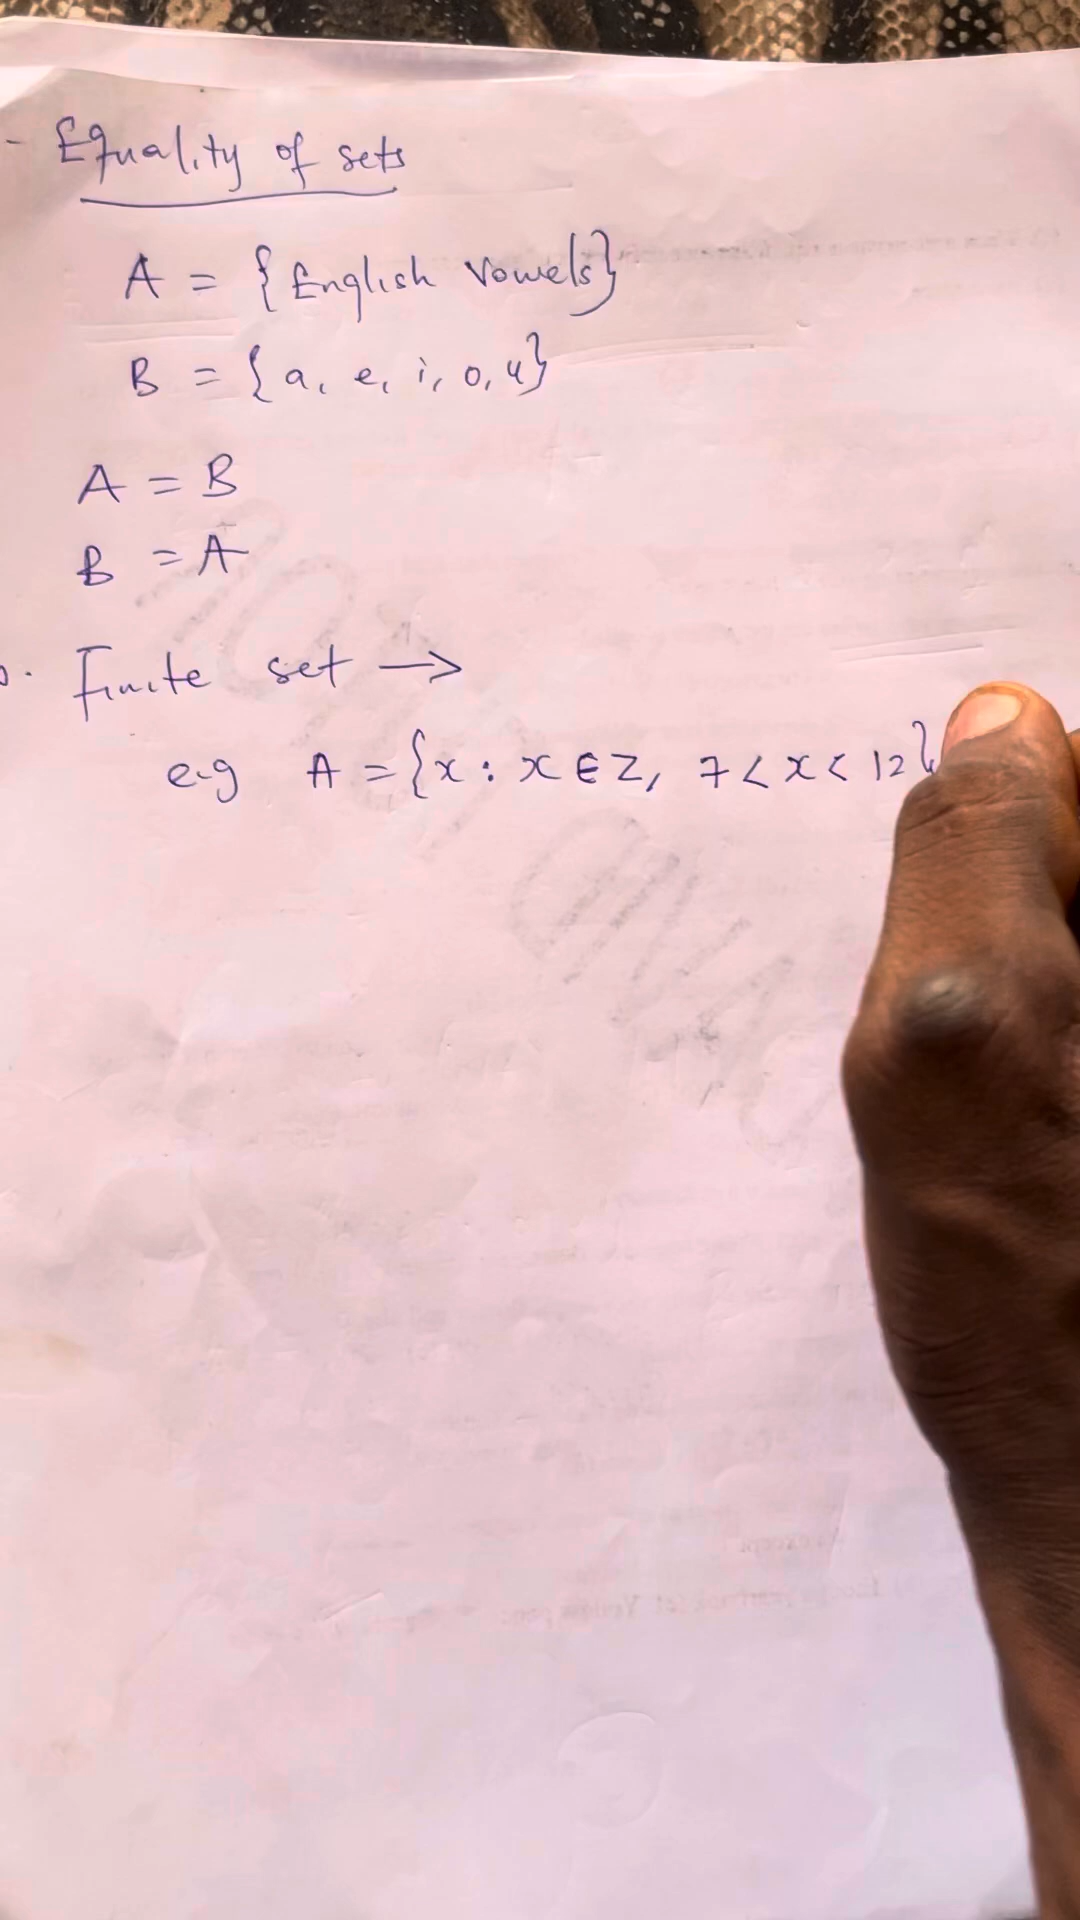 Equality of sets
A = {English vowels}
B = {a, e, i, o, u}
A = B
B = A
Finite set →
e.g A = {x : x ∈ Z, 7 < x < 12}